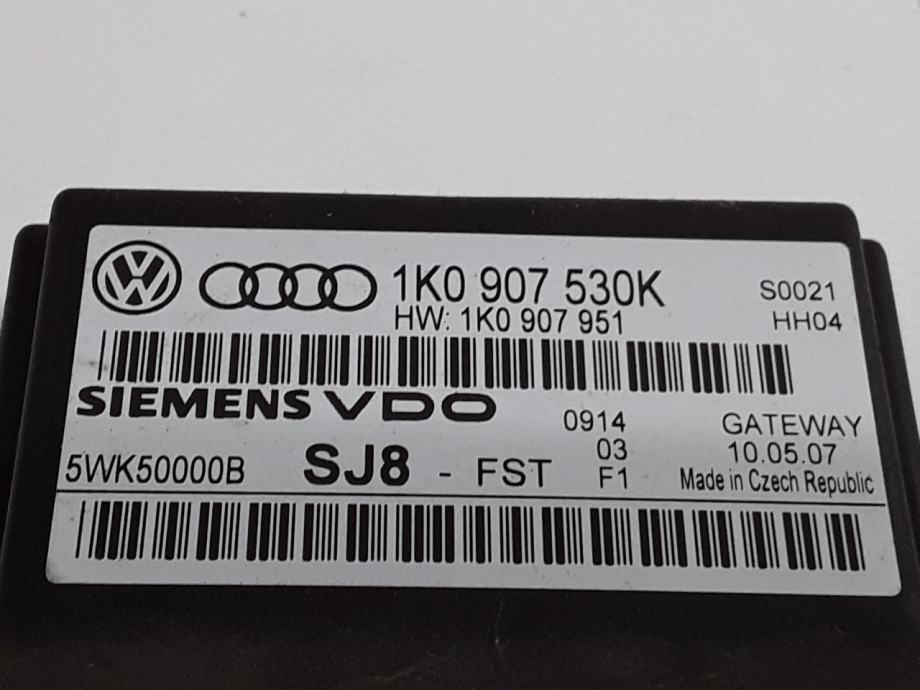 1K0 907 530K S0021
HW: 1K0 907 951 HH04
SIEMENS VDO 0914 GATEWAY
03 10.05.07
5WK50000B SJ8 - FST F1 Made in Czech Republic